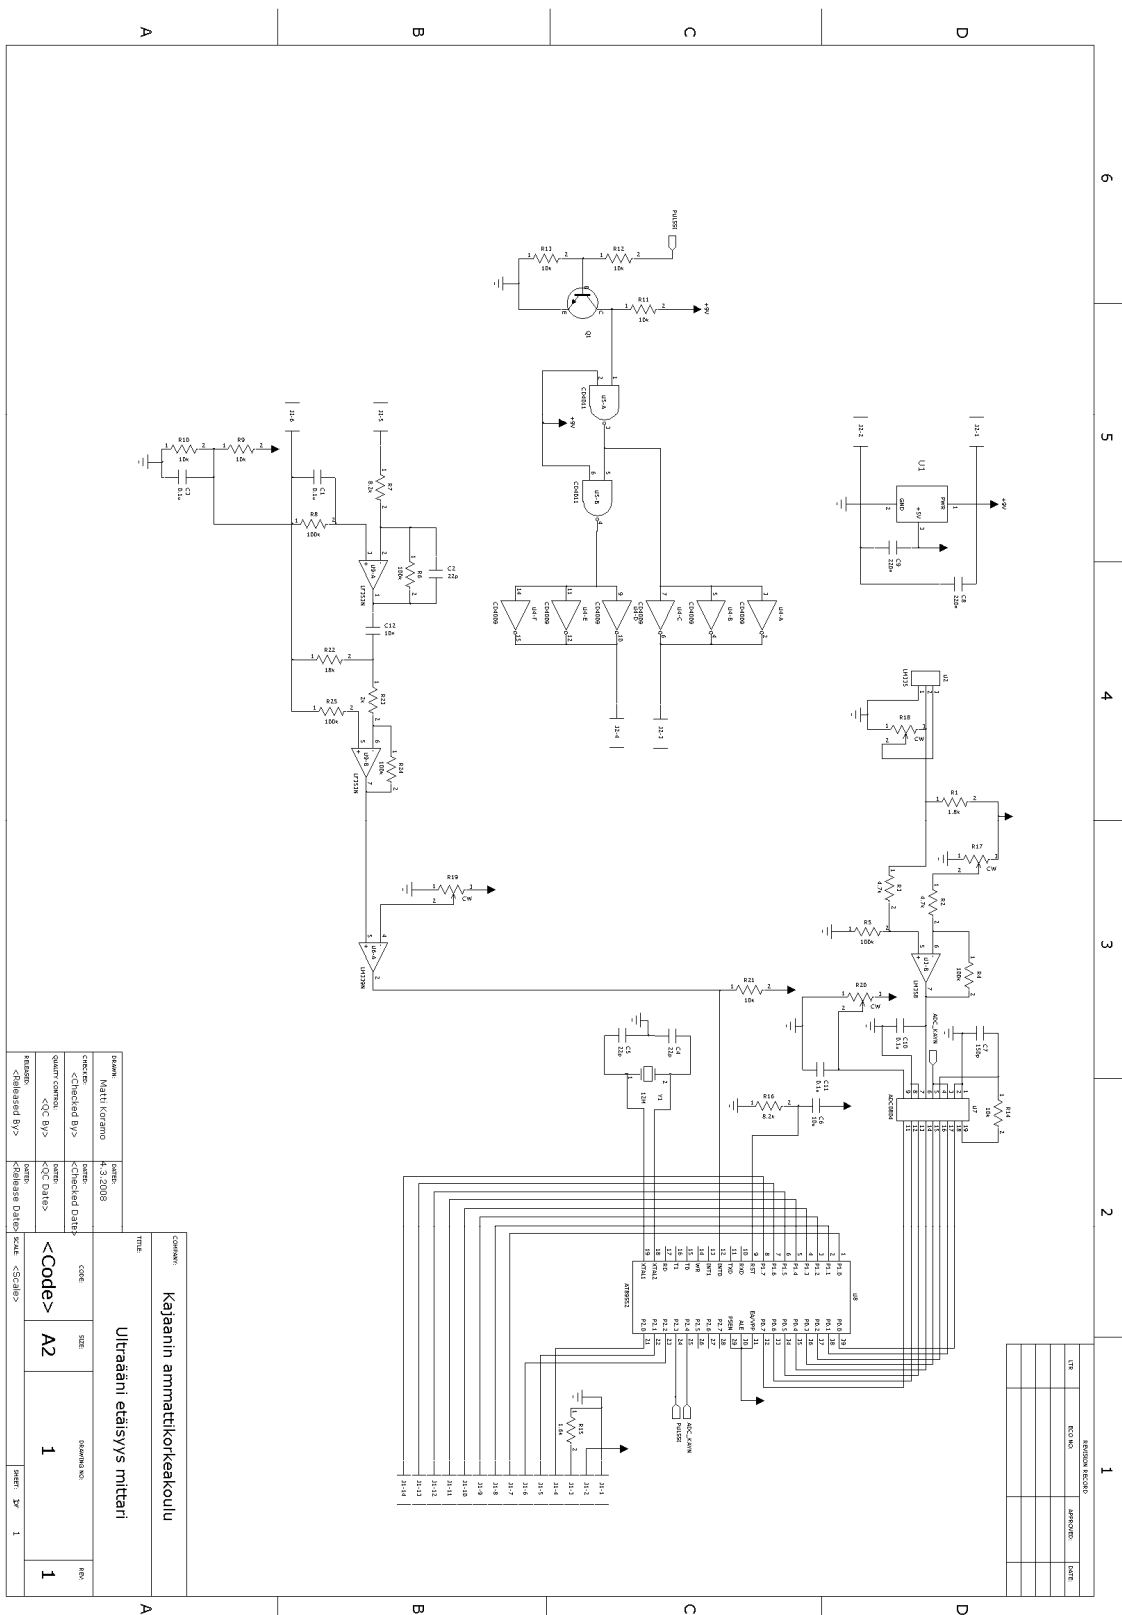 A
B
C
D
6
5
4
3
2
1
PULSSI
R13
10k
R12
10k
R11
10k
+9V
Q1
B
C
E
U5-A
CD4011
U5-B
CD4011
+9V
J1-6
J1-5
R7
8.2k
R10
10k
R9
10k
C3
0.1u
C1
0.1u
R8
100k
U9-A
LF353N
R6
100k
C2
22p
C12
10n
R22
18k
R23
2k
R25
100k
R24
100k
U9-B
LF353N
U4-A
CD4009
U4-B
CD4009
U4-C
CD4009
U4-D
CD4009
U4-E
CD4009
U4-F
CD4009
J2-3
J2-4
J2-1
J2-2
U1
PWR
GND
+5V
+9V
C9
220n
C8
220n
U2
LM335
R18
CW
R1
1.8k
R17
CW
R3
4.7k
R2
4.7k
R5
100k
R4
100k
U3-B
LM358
R19
CW
U6-A
LM339N
R21
10k
R20
CW
C10
0.1u
C11
0.1u
ADC_KAYN
C7
150p
R14
10k
U7
ADC0804
C5
22p
C4
22p
Y1
12M
R16
8.2k
C6
10u
U8
AT89S52
P1.0
P1.1
P1.2
P1.3
P1.4
P1.5
P1.6
P1.7
RST
RXD
TXD
INT0
INT1
WR
T0
T1
RD
XTAL2
XTAL1
P0.0
P0.1
P0.2
P0.3
P0.4
P0.5
P0.6
P0.7
EA/VPP
ALE
PSEN
P2.7
P2.6
P2.5
P2.4
P2.3
P2.2
P2.1
P2.0
ADC_KAYN
PULSSI
R15
J1-1
J1-2
J1-3
J1-4
J1-5
J1-6
J1-7
J1-8
J1-9
J1-10
J1-11
J1-12
J1-13
J1-14
REVISION RECORD
LTR
ECO NO:
APPROVED:
DATE:
COMPANY:
Kajaanin ammattikorkeakoulu
TITLE:
Ultraääni etäisyys mittari
DRAWN:
Matti Koramo
DATED:
4.3.2008
CHECKED:
<Checked By>
DATED:
<Checked Date>
QUALITY CONTROL:
<QC By>
DATED:
<QC Date>
RELEASED:
<Released By>
DATED:
<Release Date>
CODE:
<Code>
SIZE:
A2
DRAWING NO:
1
REV:
1
SCALE:
<Scale>
SHEET:
1